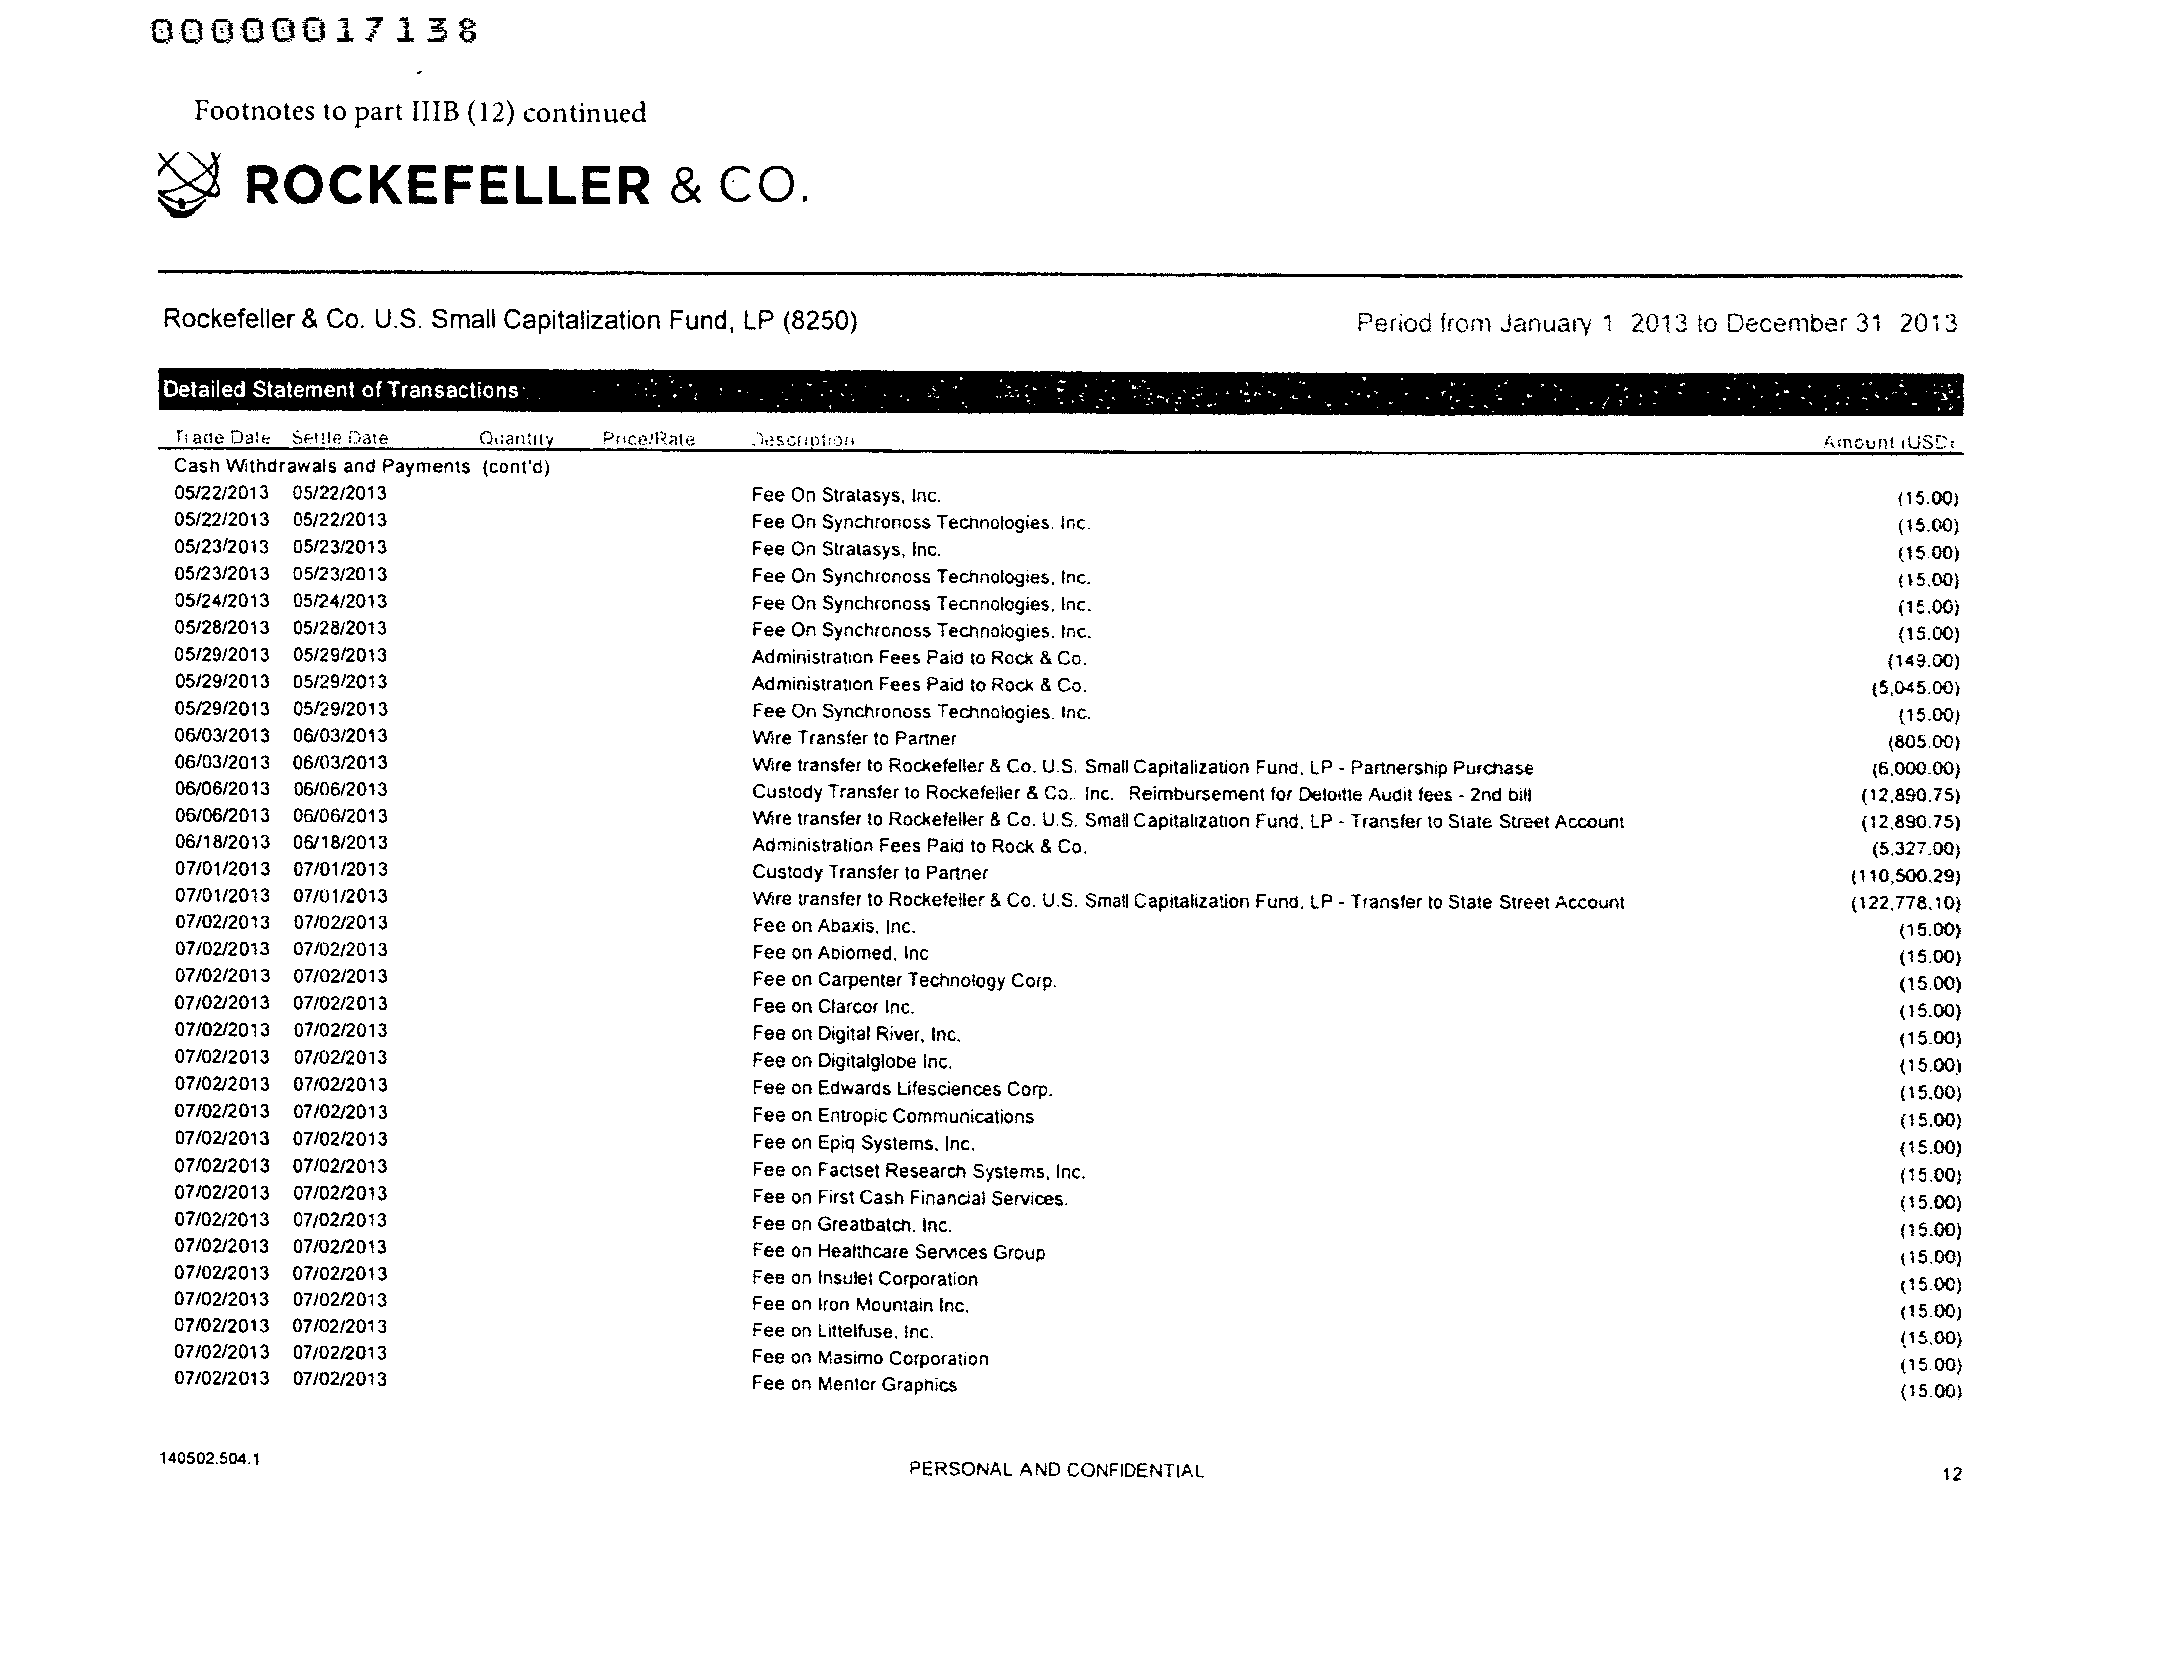 00000017138
Footnotes to part IIIB (12) continued
ROCKEFELLER & CO.
Rockefeller & Co. U.S. Small Capitalization Fund, LP (8250) Period from January 1 2013 to December 31 2013
Detailed Statement of Transactions
Trade Date Settle Date Quantity Price/Rate Description Amount (USD)
Cash Withdrawals and Payments (cont'd)
05/22/2013 05/22/2013 Fee On Stratasys, Inc. (15.00)
05/22/2013 05/22/2013 Fee On Synchronoss Technologies, Inc. (15.00)
05/23/2013 05/23/2013 Fee On Stratasys, Inc. (15.00)
05/23/2013 05/23/2013 Fee On Synchronoss Technologies, Inc. (15.00)
05/24/2013 05/24/2013 Fee On Synchronoss Technologies, Inc. (15.00)
05/28/2013 05/28/2013 Fee On Synchronoss Technologies, Inc. (15.00)
05/29/2013 05/29/2013 Administration Fees Paid to Rock & Co. (149.00)
05/29/2013 05/29/2013 Administration Fees Paid to Rock & Co. (5,045.00)
05/29/2013 05/29/2013 Fee On Synchronoss Technologies, Inc. (15.00)
06/03/2013 06/03/2013 Wire Transfer to Partner (805.00)
06/03/2013 06/03/2013 Wire transfer to Rockefeller & Co. U.S. Small Capitalization Fund, LP - Partnership Purchase (6,000.00)
06/06/2013 06/06/2013 Custody Transfer to Rockefeller & Co., Inc. Reimbursement for Deloitte Audit fees - 2nd bill (12,890.75)
06/06/2013 06/06/2013 Wire transfer to Rockefeller & Co. U.S. Small Capitalization Fund, LP - Transfer to State Street Account (12,890.75)
06/18/2013 06/18/2013 Administration Fees Paid to Rock & Co. (5,327.00)
07/01/2013 07/01/2013 Custody Transfer to Partner (110,500.29)
07/01/2013 07/01/2013 Wire transfer to Rockefeller & Co. U.S. Small Capitalization Fund, LP - Transfer to State Street Account (122,778.10)
07/02/2013 07/02/2013 Fee on Abaxis, Inc. (15.00)
07/02/2013 07/02/2013 Fee on Abiomed, Inc (15.00)
07/02/2013 07/02/2013 Fee on Carpenter Technology Corp. (15.00)
07/02/2013 07/02/2013 Fee on Clarcor Inc. (15.00)
07/02/2013 07/02/2013 Fee on Digital River, Inc. (15.00)
07/02/2013 07/02/2013 Fee on Digitalglobe Inc. (15.00)
07/02/2013 07/02/2013 Fee on Edwards Lifesciences Corp. (15.00)
07/02/2013 07/02/2013 Fee on Entropic Communications (15.00)
07/02/2013 07/02/2013 Fee on Epiq Systems, Inc. (15.00)
07/02/2013 07/02/2013 Fee on Factset Research Systems, Inc. (15.00)
07/02/2013 07/02/2013 Fee on First Cash Financial Services. (15.00)
07/02/2013 07/02/2013 Fee on Greatbatch, Inc. (15.00)
07/02/2013 07/02/2013 Fee on Healthcare Services Group (15.00)
07/02/2013 07/02/2013 Fee on Insulet Corporation (15.00)
07/02/2013 07/02/2013 Fee on Iron Mountain Inc. (15.00)
07/02/2013 07/02/2013 Fee on Littelfuse, Inc. (15.00)
07/02/2013 07/02/2013 Fee on Masimo Corporation (15.00)
07/02/2013 07/02/2013 Fee on Mentor Graphics (15.00)
140502.504.1 PERSONAL AND CONFIDENTIAL 12